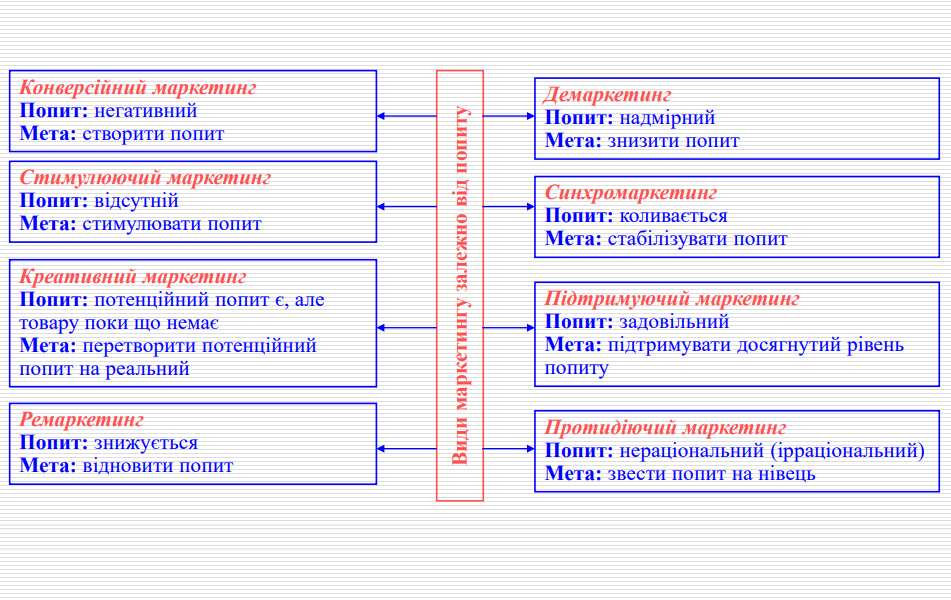 Конверсійний маркетинг
Попит: негативний
Мета: створити попит
Стимулюючий маркетинг
Попит: відсутній
Мета: стимулювати попит
Креативний маркетинг
Попит: потенційний попит є, але
товару поки що немає
Мета: перетворити потенційний
попит на реальний
Ремаркетинг
Попит: знижується
Мета: відновити попит
Види маркетингу залежно від попиту
Демаркетинг
Попит: надмірний
Мета: знизити попит
Синхромаркетинг
Попит: коливається
Мета: стабілізувати попит
Підтримуючий маркетинг
Попит: задовільний
Мета: підтримувати досягнутий рівень
попиту
Протидіючий маркетинг
Попит: нераціональний (ірраціональний)
Мета: звести попит на нівець